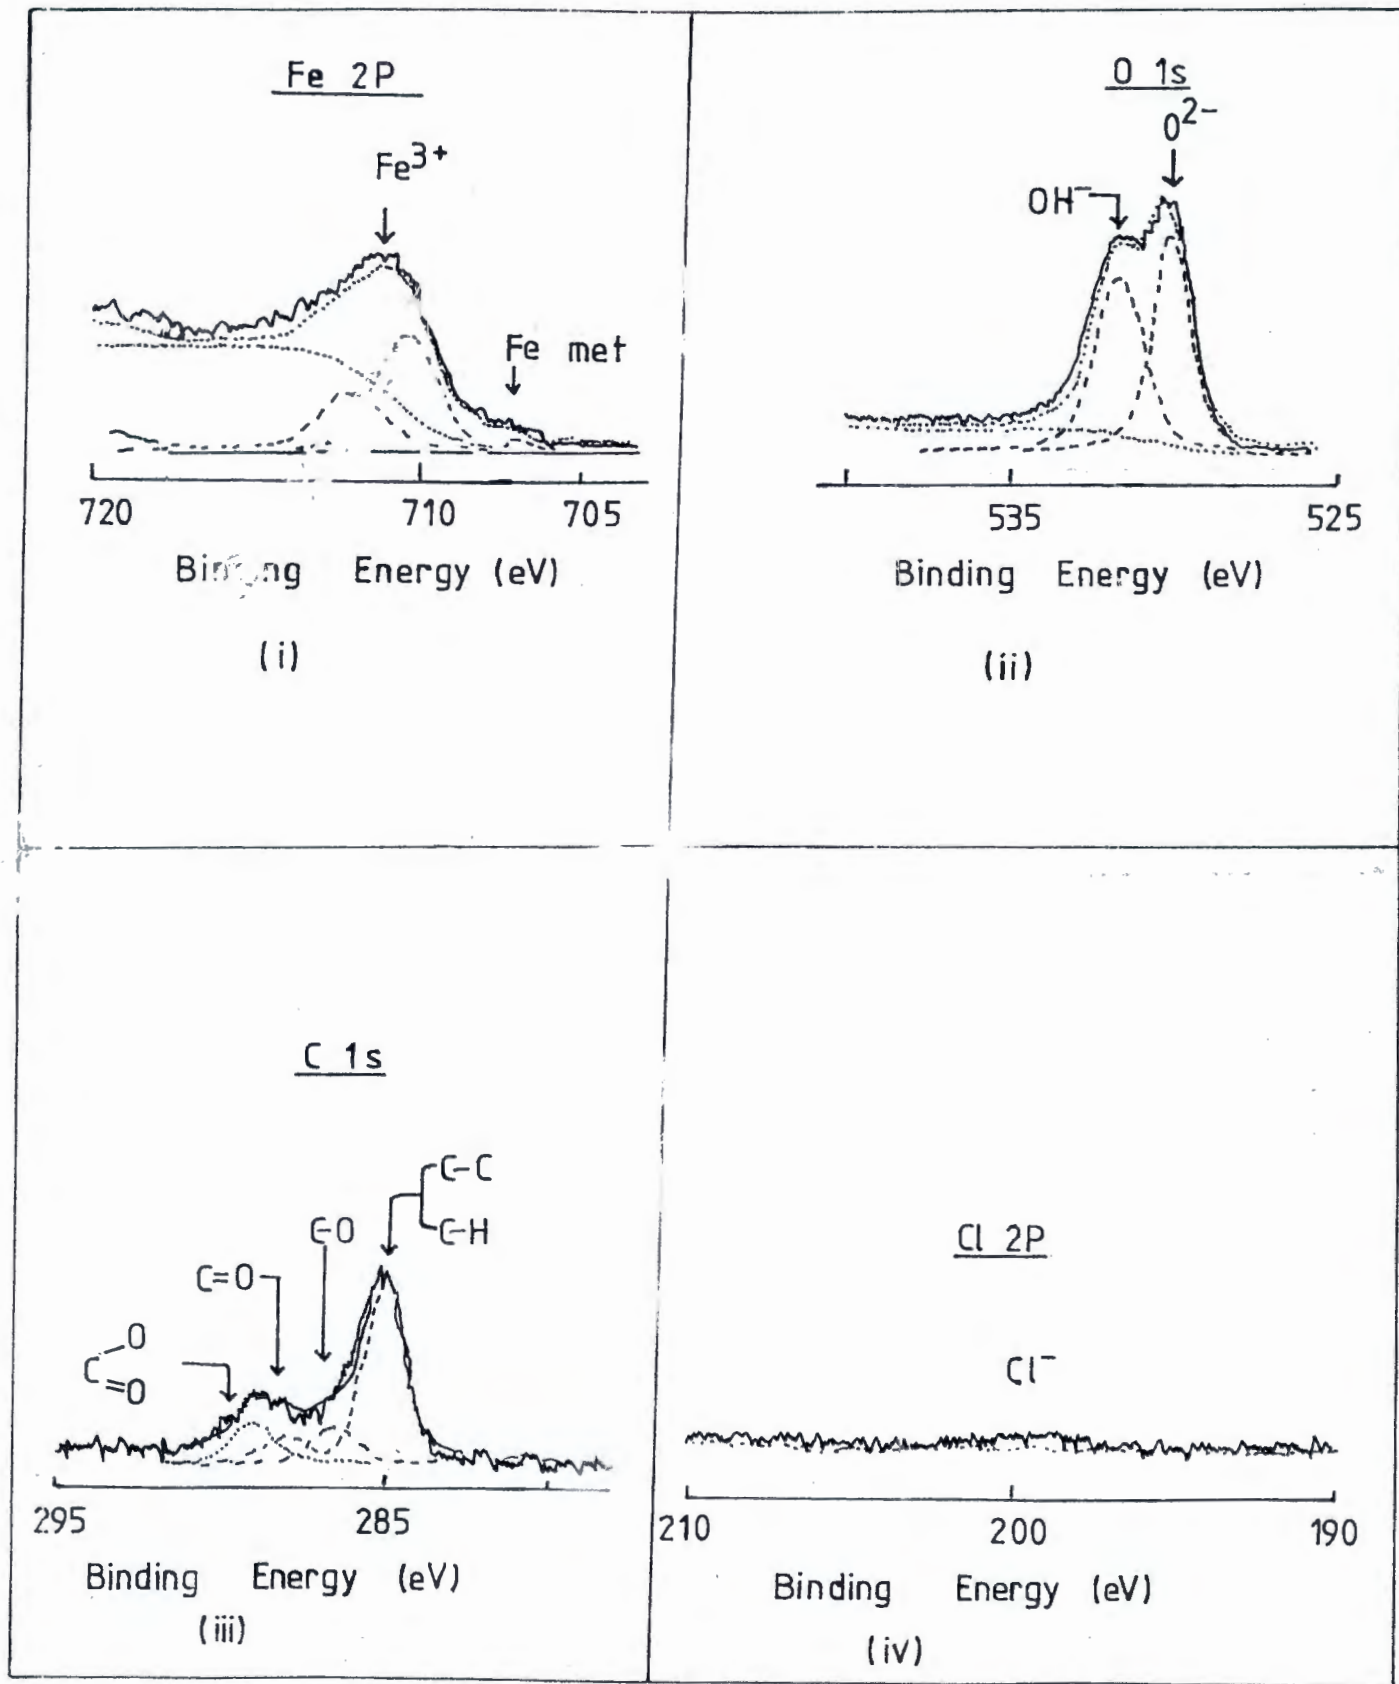 Fe 2P
Fe3+
Fe met
720 710 705
Energy (eV)
(i)
O 1s
O2-
OH-
535 525
Binding Energy (eV)
(ii)
C 1s
C-C
C-H
C-O
C=O
O
C
=O
295 285
Binding Energy (eV)
(iii)
Cl 2P
Cl-
210 200 190
Binding Energy (eV)
(iv)